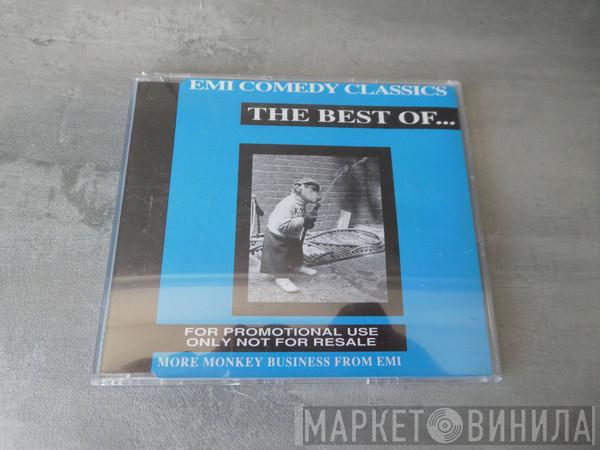 EMI COMEDY CLASSICS
THE BEST OF...
FOR PROMOTIONAL USE
ONLY NOT FOR RESALE
MORE MONKEY BUSINESS FROM EMI
МАРКЕТ ВИНИЛА